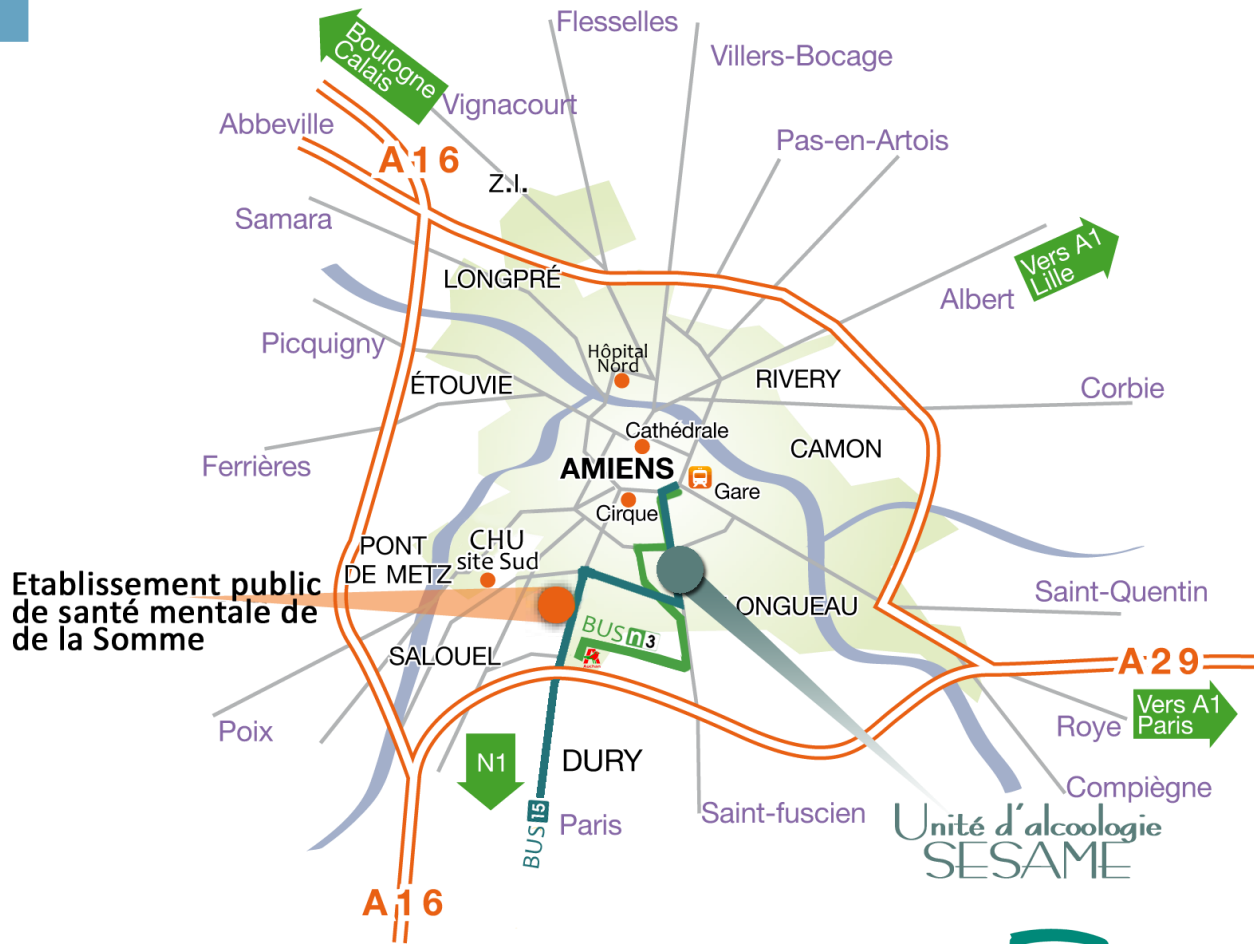 Flesselles
Boulogne
Calais
Villers-Bocage
Vignacourt
Abbeville
Pas-en-Artois
A16
Z.I.
Samara
Vers A1
Lille
LONGPRÉ
Albert
Picquigny
Hôpital
Nord
RIVERY
ÉTOUVIE
Corbie
Cathédrale
CAMON
Ferrières
AMIENS
Gare
Cirque
PONT
DE METZ
CHU
site Sud
Etablissement public
de santé mentale de
de la Somme
Saint-Quentin
ONGUEAU
BUS n 3
SALOUEL
Auchan
A29
Vers A1
Paris
Roye
Poix
N1
DURY
Compiègne
BUS 15
Paris
Saint-fuscien
Unité d'alcoologie
SESAME
A16